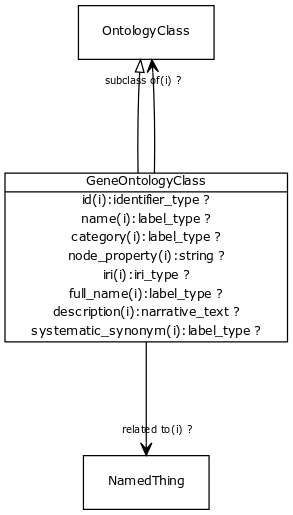 OntologyClass
subclass of(i) ?
GeneOntologyClass
id(i):identifier_type ?
name(i):label_type ?
category(i):label_type ?
node_property(i):string ?
iri(i):iri_type ?
full_name(i):label_type ?
description(i):narrative_text ?
systematic_synonym(i):label_type ?
related to(i) ?
NamedThing